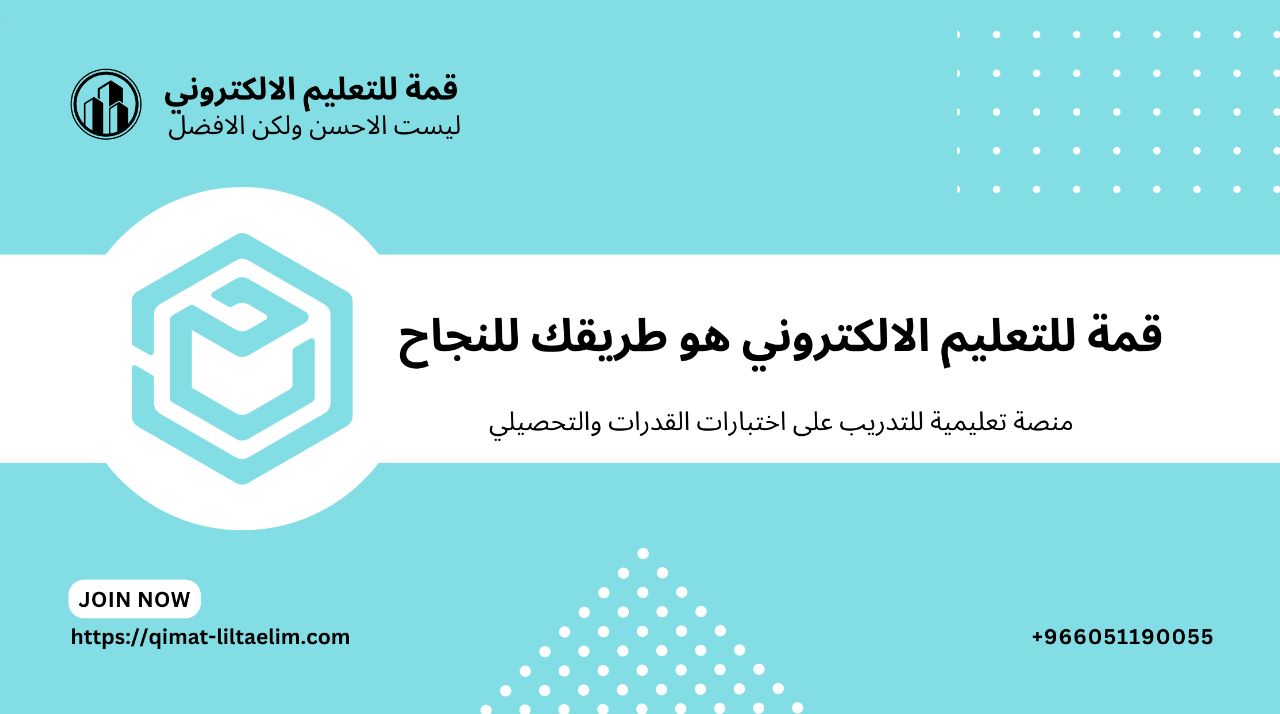 قمة للتعليم الالكتروني
ليست الاحسن ولكن الافضل
قمة للتعليم الالكتروني هو طريقك للنجاح
منصة تعليمية للتدريب على اختبارات القدرات والتحصيلي
JOIN NOW
https://qimat-liltaelim.com
+966051190055